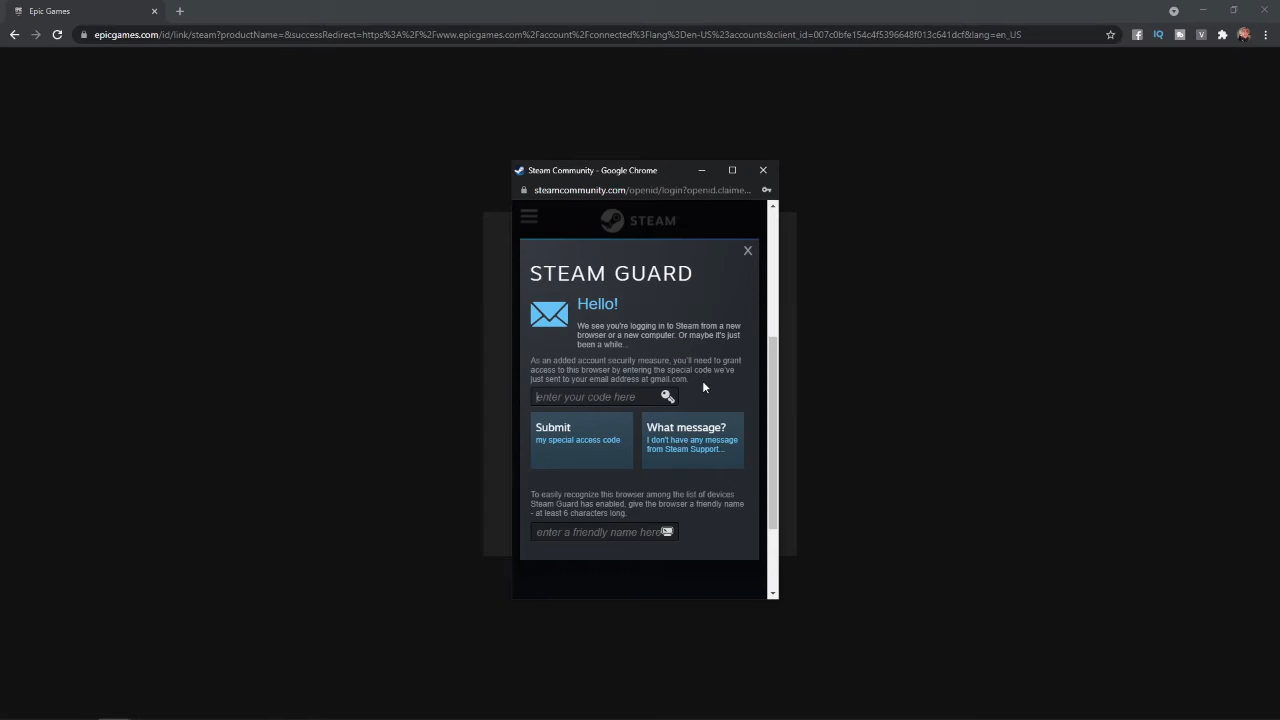 Epic Games
epicgames.com/id/link/steam?productName=&successRedirect=https%3A%2F%2Fwww.epicgames.com%2Faccount%2Fconnected%3Flang%3Den-US%23accounts&client_id=007c0bfe154c4f5396648f013c641dcf&lang=en_US
Steam Community - Google Chrome
steamcommunity.com/openid/login?openid.claime...
STEAM
STEAM GUARD
X
Hello!
We see you're logging in to Steam from a new
browser or a new computer. Or maybe it's just
been a while...
As an added account security measure, you'll need to grant
access to this browser by entering the special code we've
just sent to your email address at gmail.com.
enter your code here
Submit
my special access code
What message?
I don't have any message
from Steam Support...
To easily recognize this browser among the list of devices
Steam Guard has enabled, give the browser a friendly name
- at least 6 characters long.
enter a friendly name here